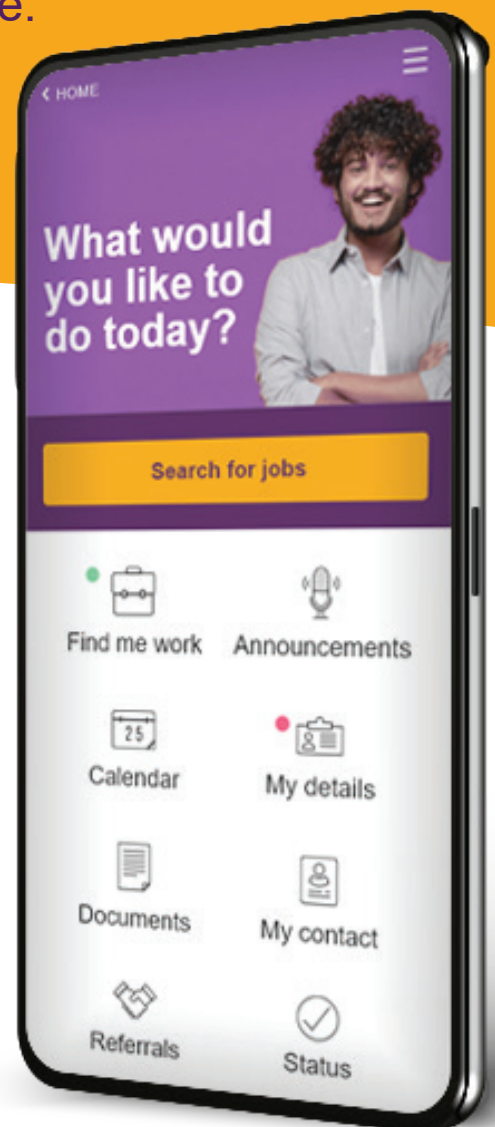 e.
HOME
What would
you like to
do today?
Search for jobs
Find me work Announcements
25
Calendar My details
Documents My contact
Referrals Status